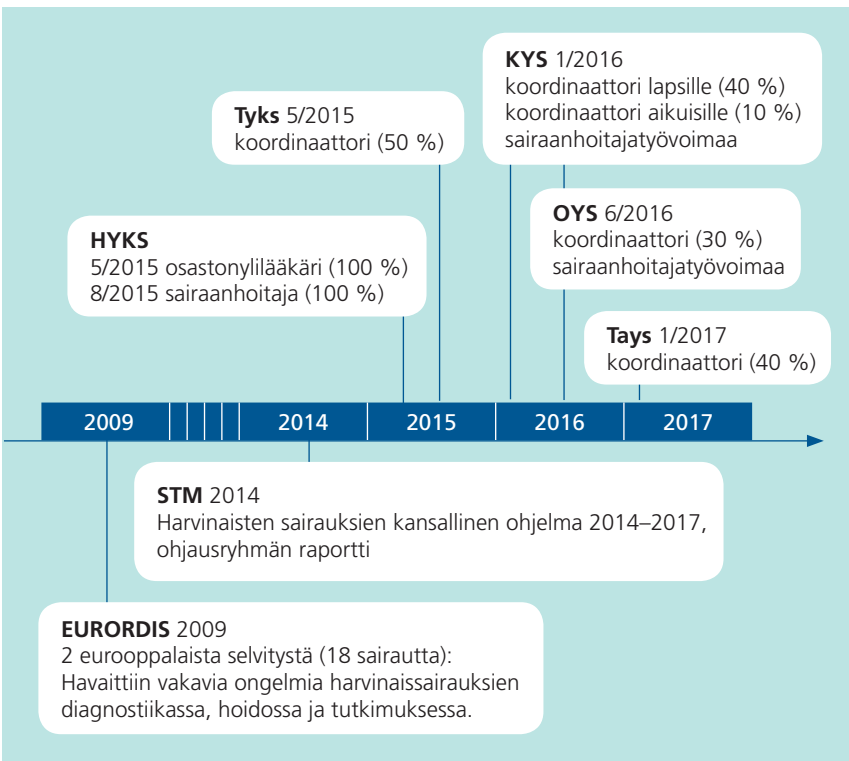 KYS 1/2016
koordinaattori lapsille (40 %)
koordinaattori aikuisille (10 %)
sairaanhoitajatyövoimaa
Tyks 5/2015
koordinaattori (50 %)
OYS 6/2016
koordinaattori (30 %)
sairaanhoitajatyövoimaa
HYKS
5/2015 osastonylilääkäri (100 %)
8/2015 sairaanhoitaja (100 %)
Tays 1/2017
koordinaattori (40 %)
2009 2014 2015 2016 2017
STM 2014
Harvinaisten sairauksien kansallinen ohjelma 2014–2017,
ohjausryhmän raportti
EURORDIS 2009
2 eurooppalaista selvitystä (18 sairautta):
Havaittiin vakavia ongelmia harvinaissairauksien
diagnostiikassa, hoidossa ja tutkimuksessa.